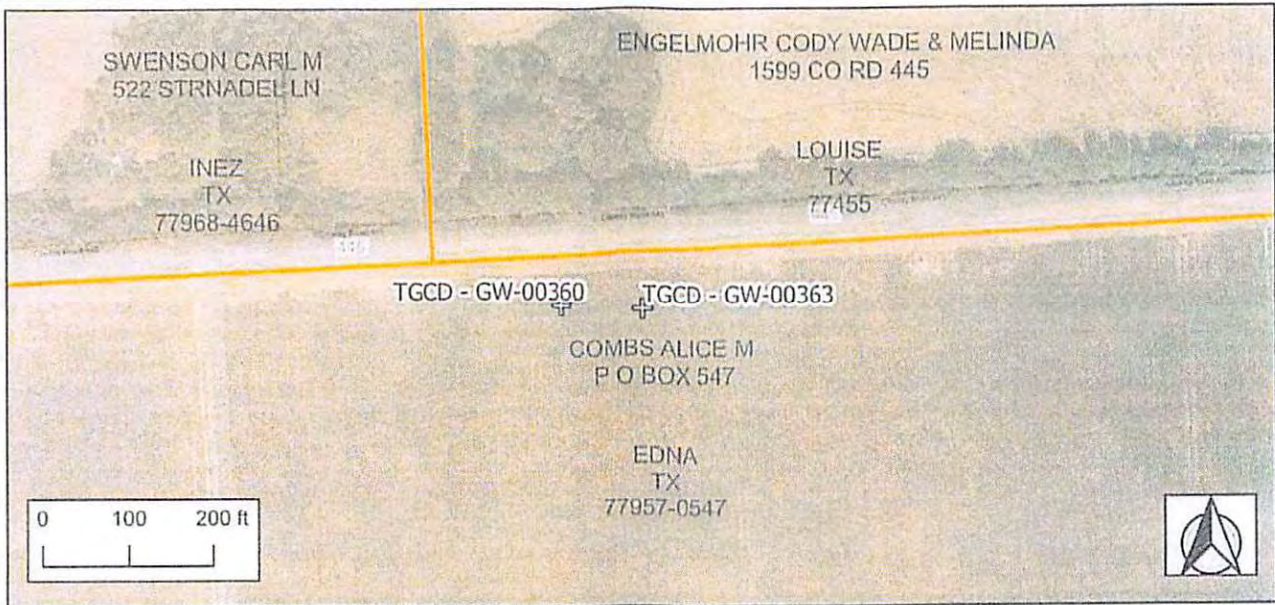 SWENSON CARL M
522 STRNADEL LN
INEZ
TX
77968-4646
ENGELMOHR CODY WADE & MELINDA
1599 CO RD 445
LOUISE
TX
77455
TGCD - GW-00360
TGCD - GW-00363
COMBS ALICE M
P O BOX 547
EDNA
TX
77957-0547
0 100 200 ft